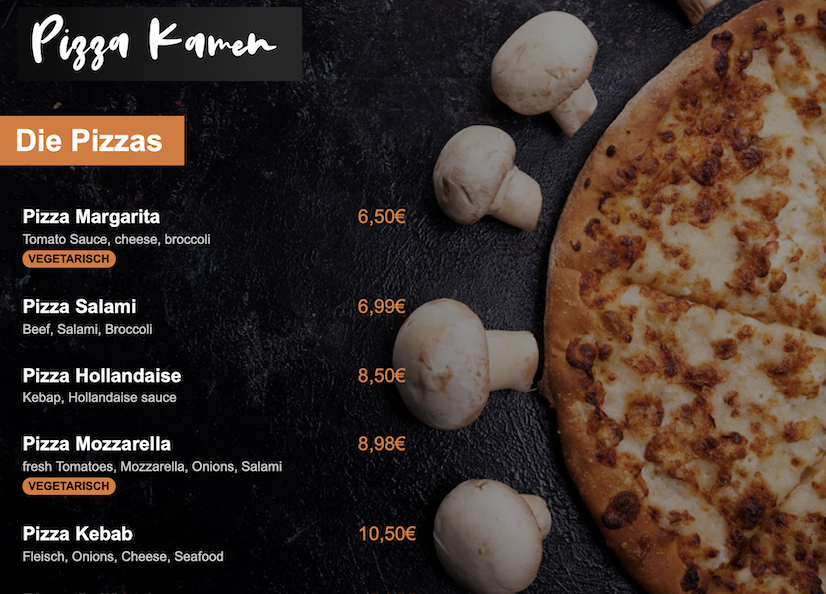 Pizza Kamen
Die Pizzas
Pizza Margarita 6,50€
Tomato Sauce, cheese, broccoli
VEGETARISCH
Pizza Salami 6,99€
Beef, Salami, Broccoli
Pizza Hollandaise 8,50€
Kebap, Hollandaise sauce
Pizza Mozzarella 8,98€
fresh Tomatoes, Mozzarella, Onions, Salami
VEGETARISCH
Pizza Kebab 10,50€
Fleisch, Onions, Cheese, Seafood